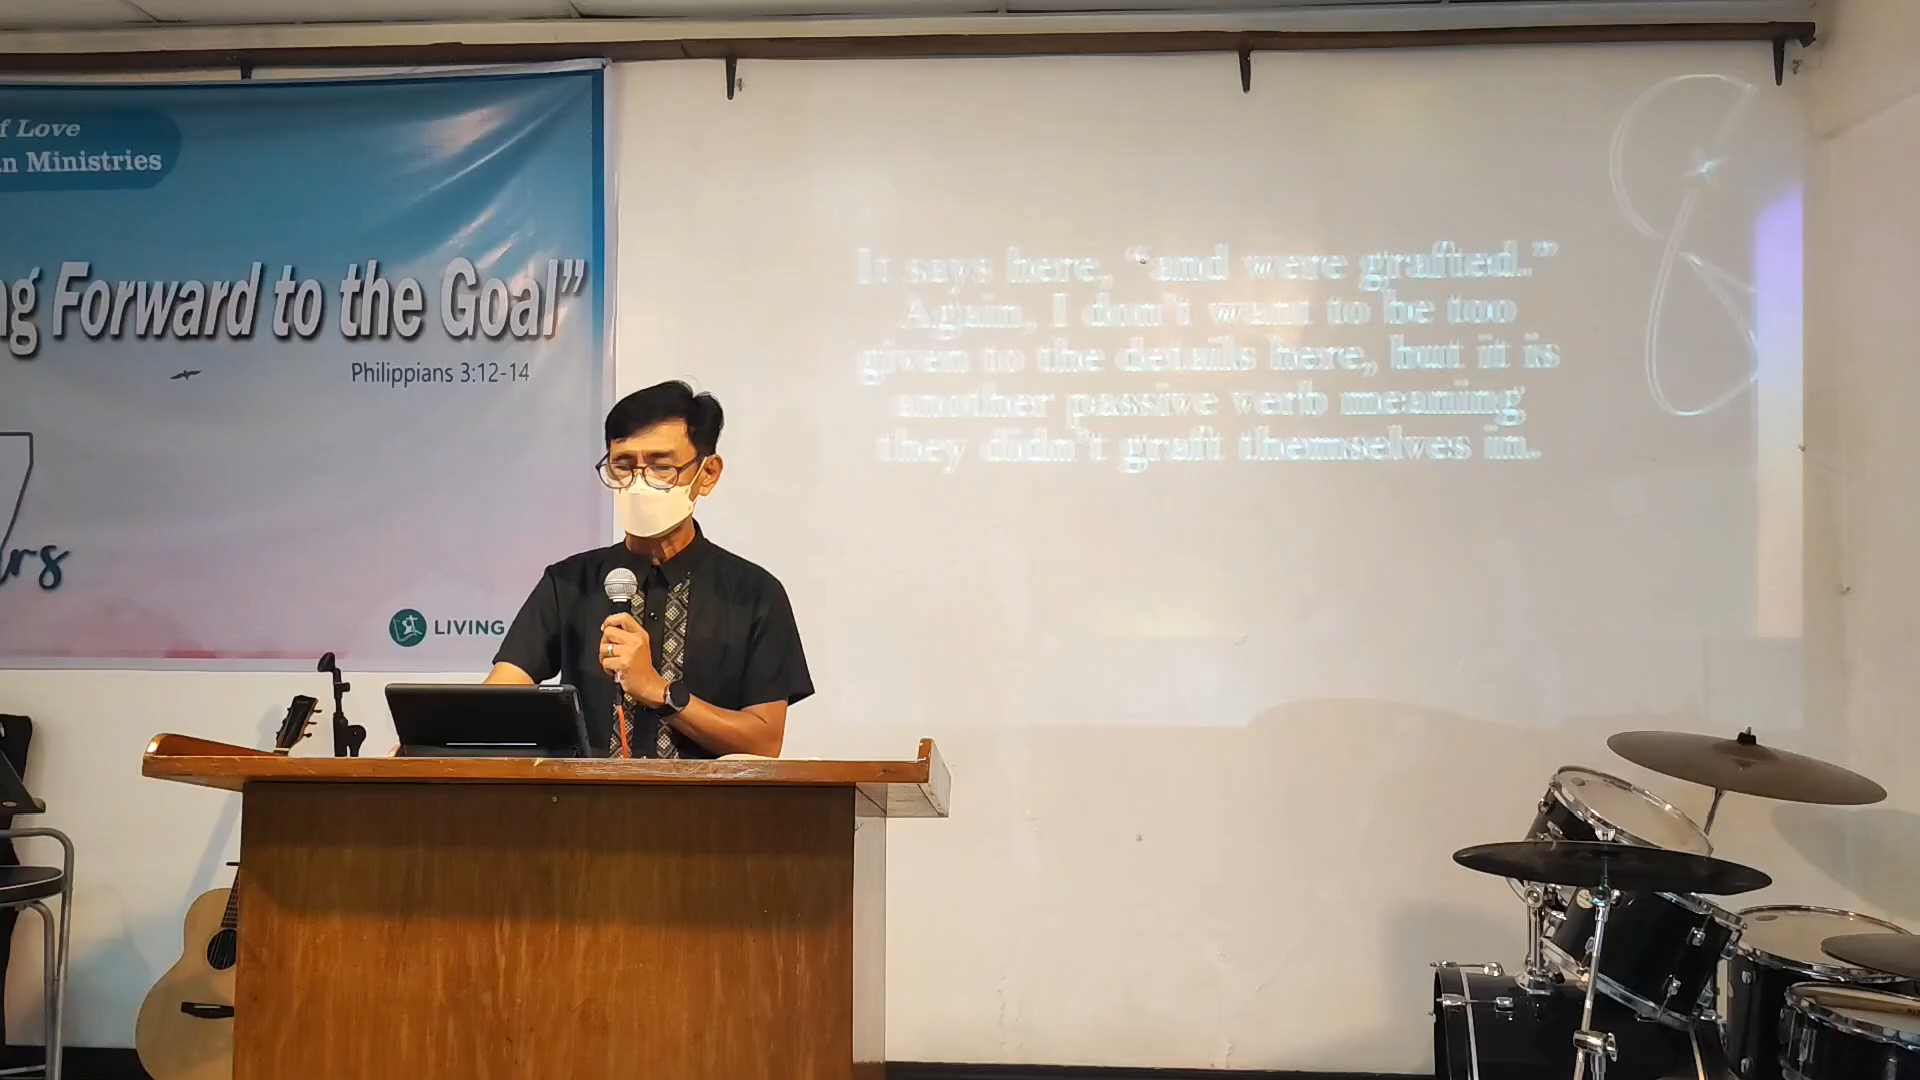 f Love
n Ministries
ng Forward to the Goal”
Philippians 3:12-14
rs
LIVING
It says here, “and were grafted.”
Again, I don't want to be too
given to the details here, but it is
another passive verb meaning
they didn't graft themselves in.